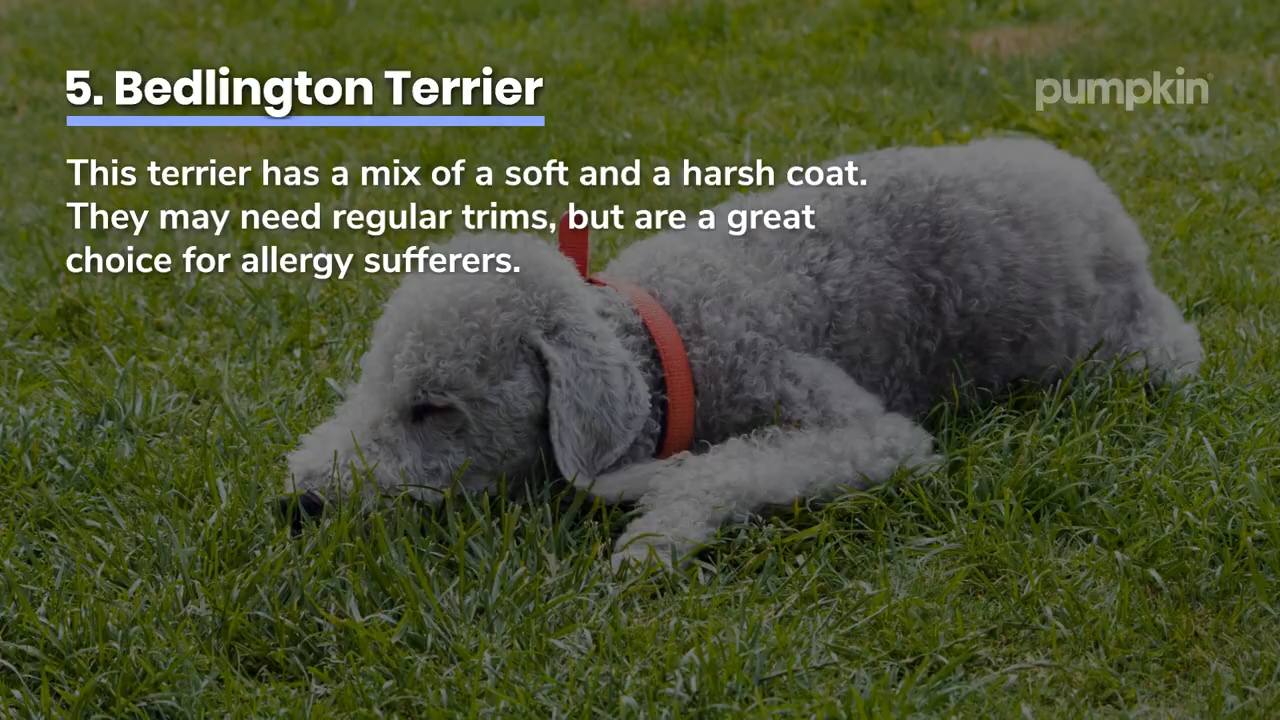 5. Bedlington Terrier
pumpkin
This terrier has a mix of a soft and a harsh coat.
They may need regular trims, but are a great
choice for allergy sufferers.